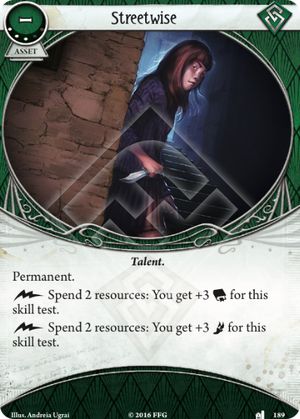 Streetwise
ASSET
Talent.
Permanent.
Spend 2 resources: You get +3 for this
skill test.
Spend 2 resources: You get +3 for this
skill test.
Illus. Andreia Ugrai
© 2016 FFG
189